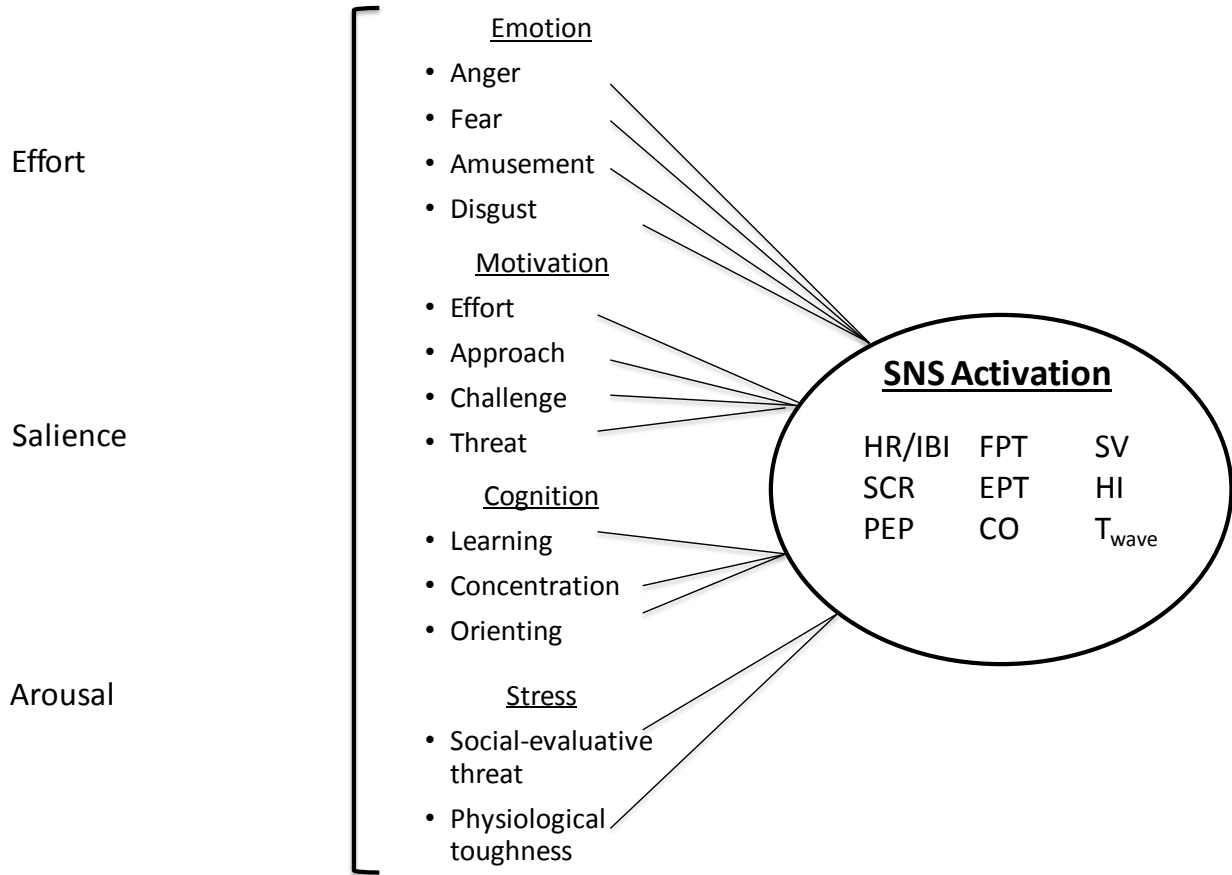 Effort
Salience
Arousal
Emotion
• Anger
• Fear
• Amusement
• Disgust
Motivation
• Effort
• Approach
• Challenge
• Threat
Cognition
• Learning
• Concentration
• Orienting
Stress
• Social-evaluative
threat
• Physiological
toughness
SNS Activation
HR/IBI FPT SV
SCR EPT HI
PEP CO Twave